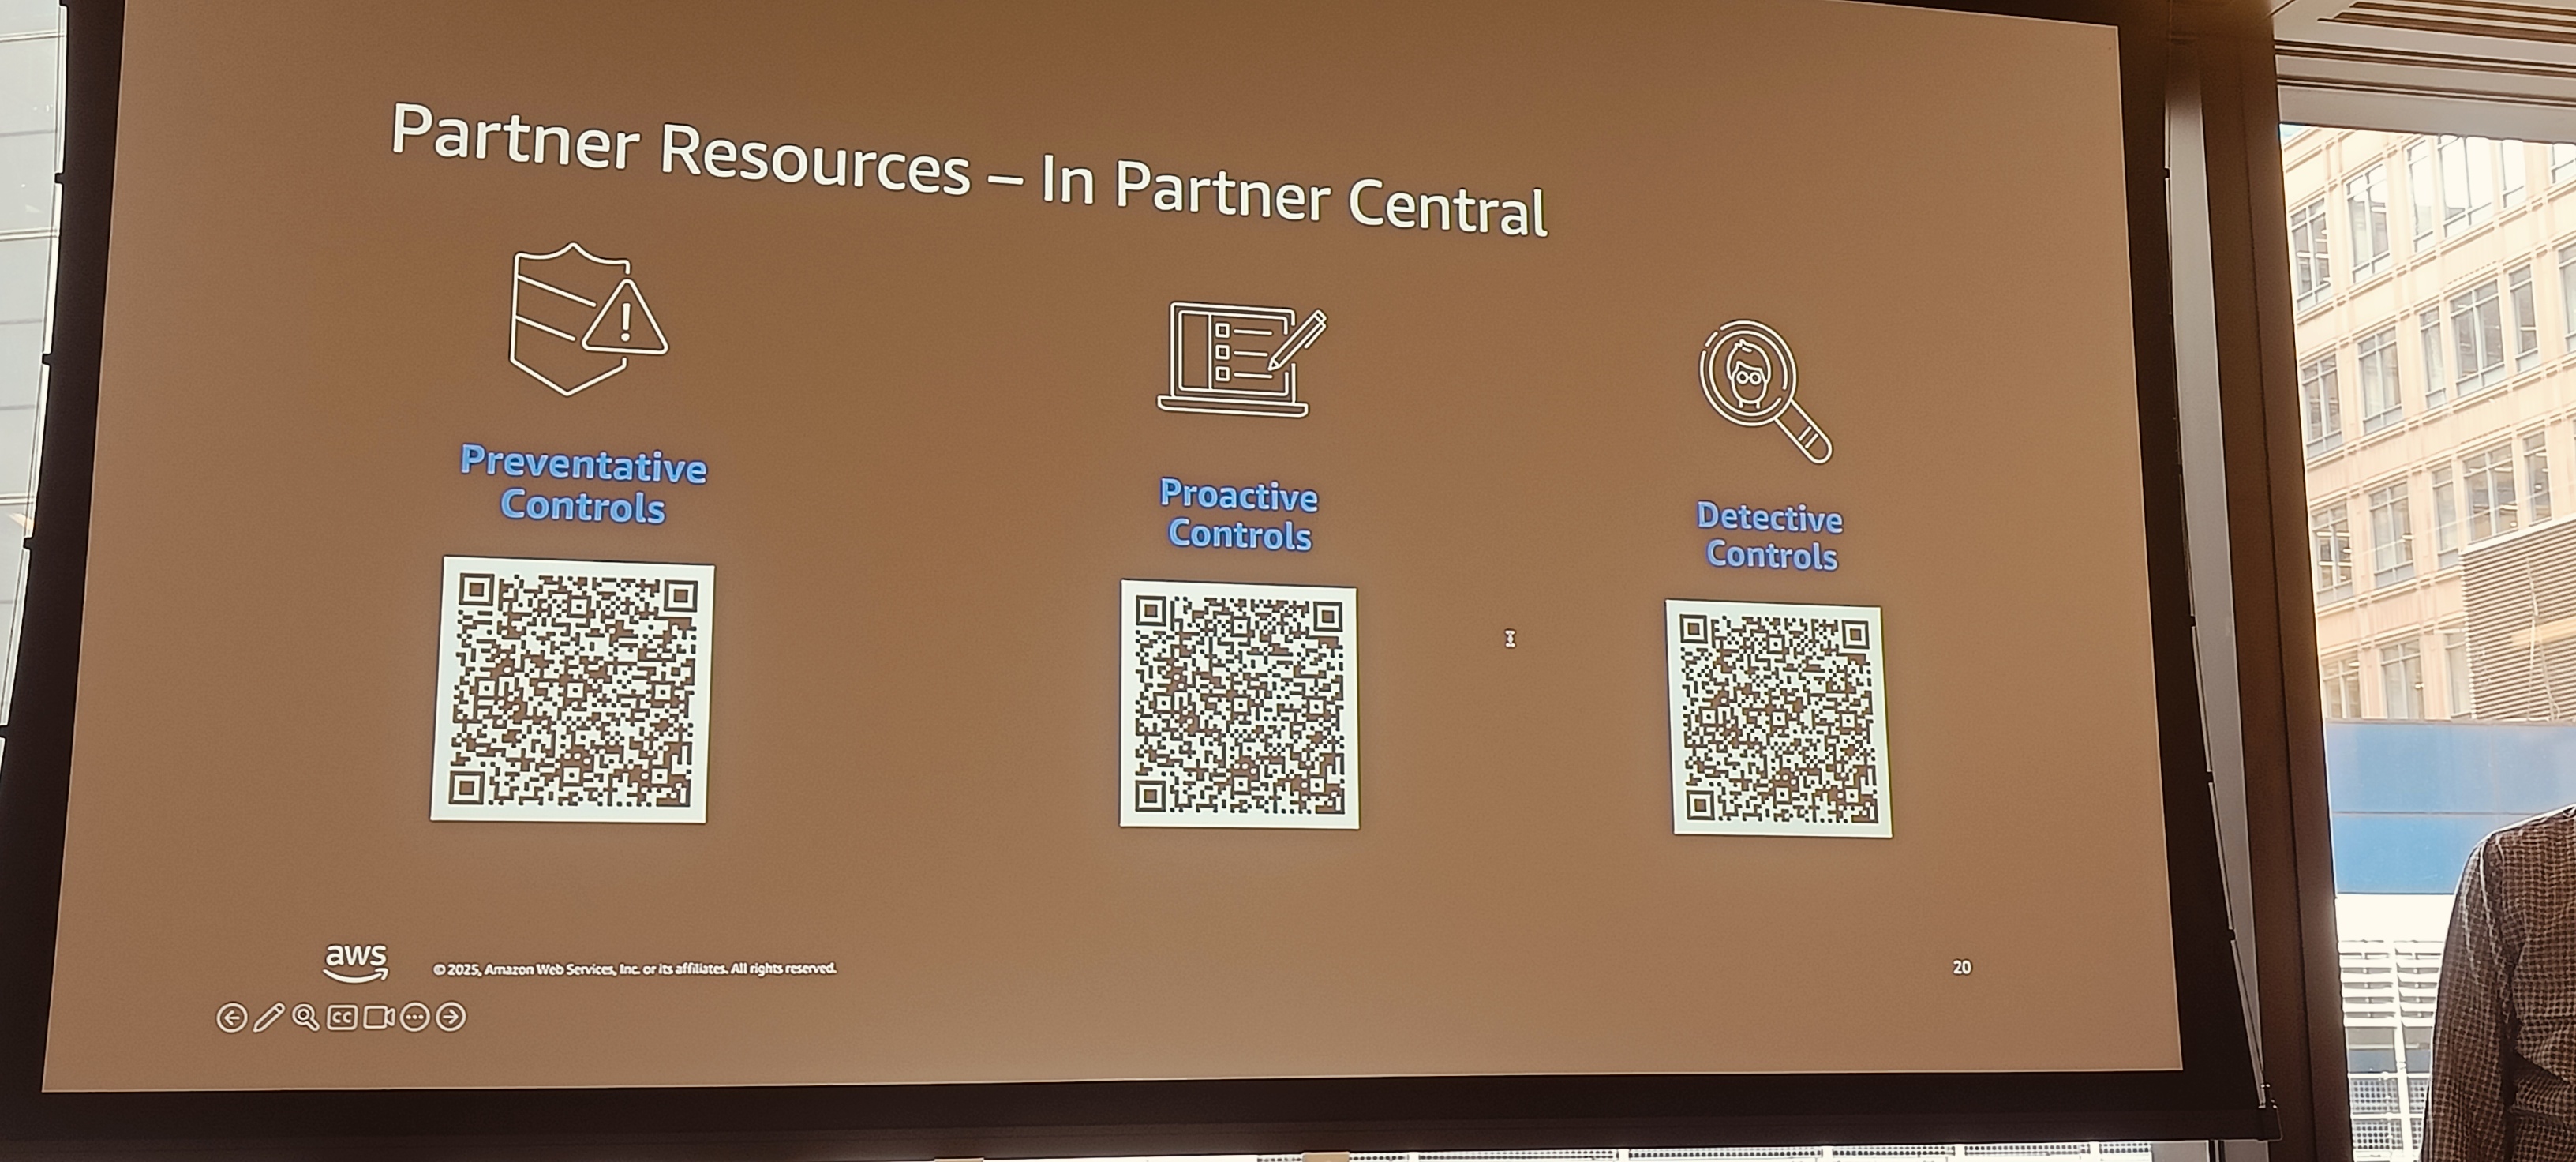 Partner Resources – In Partner Central
Preventative
Controls
Proactive
Controls
Detective
Controls
aws
© 2025, Amazon Web Services, Inc. or its affiliates. All rights reserved.
20
CC